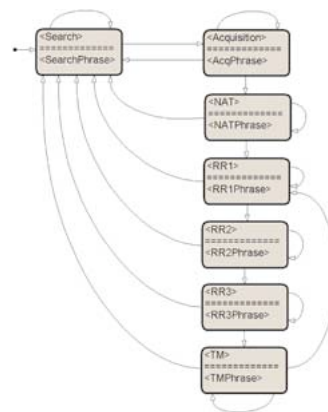 <Search>
=============
<SearchPhrase>
<Acquisition>
=============
<AcqPhrase>
<NAT>
=============
<NATPhrase>
<RR1>
=============
<RR1Phrase>
<RR2>
=============
<RR2Phrase>
<RR3>
=============
<RR3Phrase>
<TM>
=============
<TMPhrase>